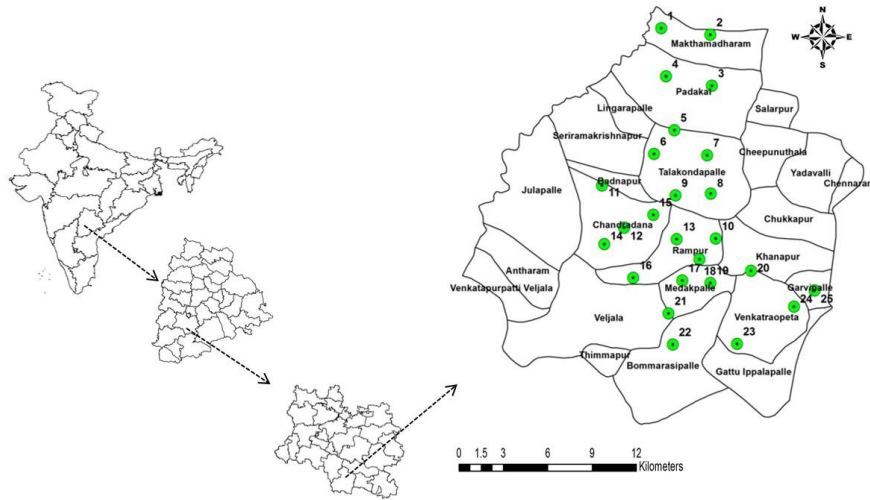 1
2
N
W E
S
Makthamadharam
4
3
Padakal
Lingarapalle
Salarpur
5
Seriramakrishnapur
6
7
Cheepunuthala
Talakondapalle
Yadavalli
Julapalle
Badnapur
Chennaram
11
9
8
15
Chukkapur
Chandradana
14
12
13
10
Rampur
Khanapur
Antharam
16
17
18
19
20
Venkatapurpatti Veljala
Medakpalle
Garvipalle
24
25
21
Veljala
Venkatraopeta
22
23
Thimmapur
Bommarasipalle
Gattu Ippalapalle
0 1.5 3 6 9 12
Kilometers